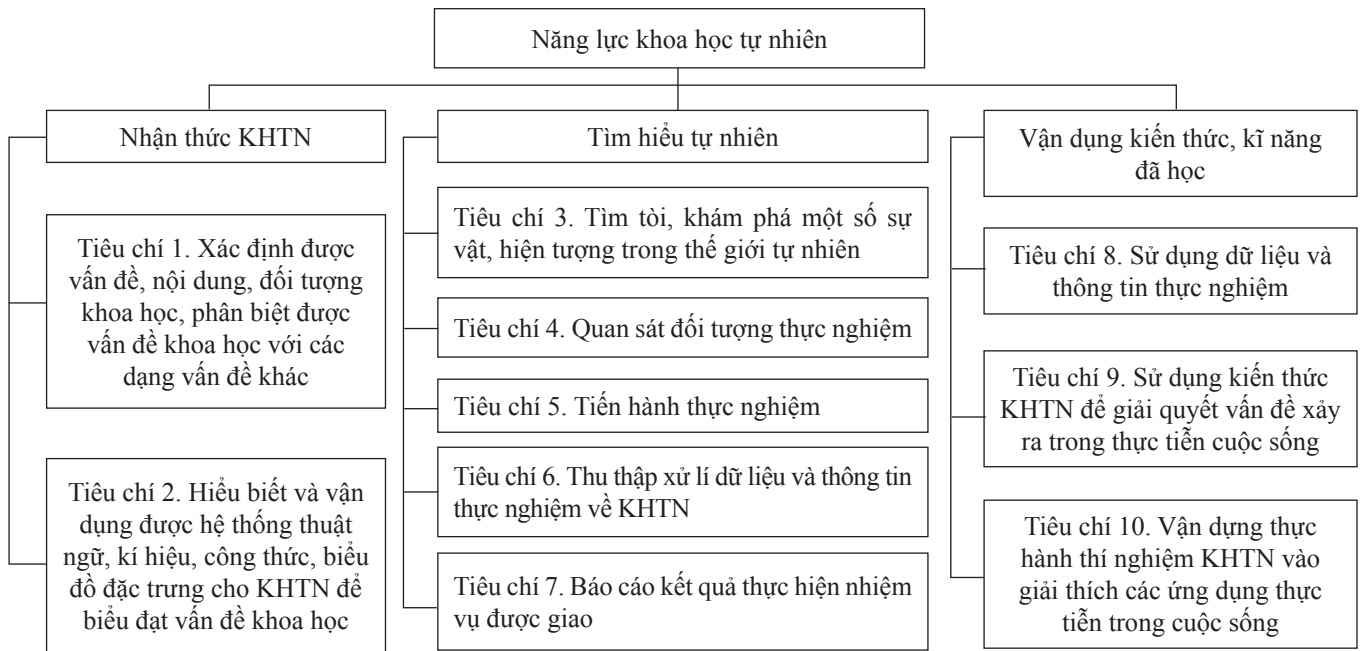 Năng lực khoa học tự nhiên
Nhận thức KHTN
Tiêu chí 1. Xác định được
vấn đề, nội dung, đối tượng
khoa học, phân biệt được
vấn đề khoa học với các
dạng vấn đề khác
Tiêu chí 2. Hiểu biết và vận
dụng được hệ thống thuật
ngữ, kí hiệu, công thức, biểu
đồ đặc trưng cho KHTN để
biểu đạt vấn đề khoa học
Tìm hiểu tự nhiên
Tiêu chí 3. Tìm tòi, khám phá một số sự
vật, hiện tượng trong thế giới tự nhiên
Tiêu chí 4. Quan sát đối tượng thực nghiệm
Tiêu chí 5. Tiến hành thực nghiệm
Tiêu chí 6. Thu thập xử lí dữ liệu và thông tin
thực nghiệm về KHTN
Tiêu chí 7. Báo cáo kết quả thực hiện nhiệm
vụ được giao
Vận dụng kiến thức, kĩ năng
đã học
Tiêu chí 8. Sử dụng dữ liệu và
thông tin thực nghiệm
Tiêu chí 9. Sử dụng kiến thức
KHTN để giải quyết vấn đề xảy
ra trong thực tiễn cuộc sống
Tiêu chí 10. Vận dựng thực
hành thí nghiệm KHTN vào
giải thích các ứng dụng thực
tiễn trong cuộc sống